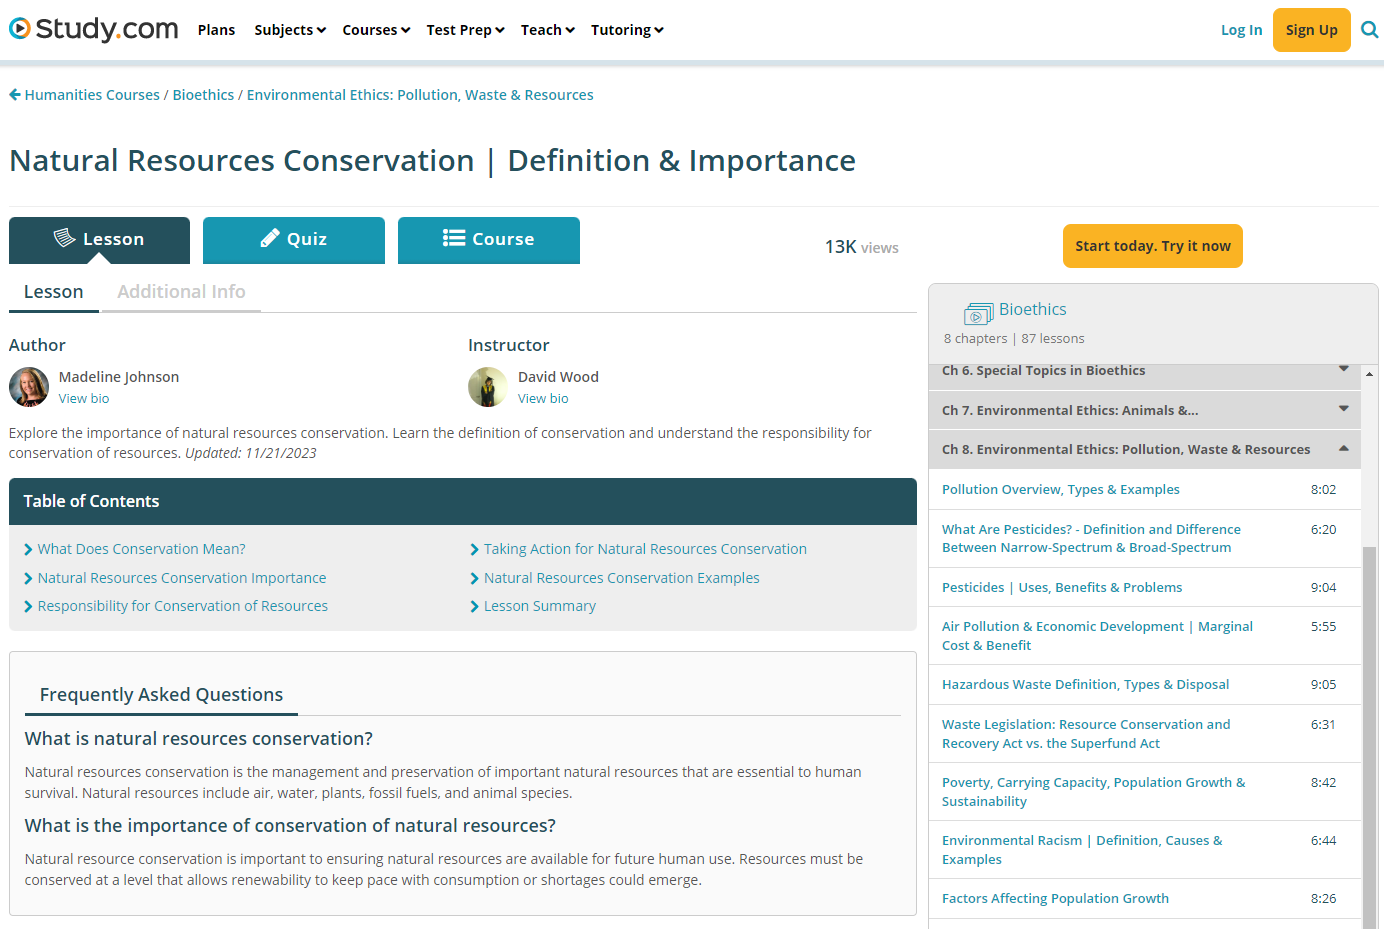 Study.com
Plans
Subjects
Courses
Test Prep
Teach
Tutoring
Log In
Sign Up
Humanities Courses / Bioethics / Environmental Ethics: Pollution, Waste & Resources
Natural Resources Conservation | Definition & Importance
Lesson
Quiz
Course
13K views
Lesson
Additional Info
Author
Madeline Johnson
View bio
Instructor
David Wood
View bio
Explore the importance of natural resources conservation. Learn the definition of conservation and understand the responsibility for
conservation of resources. Updated: 11/21/2023
Table of Contents
What Does Conservation Mean?
Natural Resources Conservation Importance
Responsibility for Conservation of Resources
Taking Action for Natural Resources Conservation
Natural Resources Conservation Examples
Lesson Summary
Frequently Asked Questions
What is natural resources conservation?
Natural resources conservation is the management and preservation of important natural resources that are essential to human
survival. Natural resources include air, water, plants, fossil fuels, and animal species.
What is the importance of conservation of natural resources?
Natural resource conservation is important to ensuring natural resources are available for future human use. Resources must be
conserved at a level that allows renewability to keep pace with consumption or shortages could emerge.
Start today. Try it now
Bioethics
8 chapters | 87 lessons
Ch 6. Special Topics in Bioethics
Ch 7. Environmental Ethics: Animals &...
Ch 8. Environmental Ethics: Pollution, Waste & Resources
Pollution Overview, Types & Examples 8:02
What Are Pesticides? - Definition and Difference 6:20
Between Narrow-Spectrum & Broad-Spectrum
Pesticides | Uses, Benefits & Problems 9:04
Air Pollution & Economic Development | Marginal 5:55
Cost & Benefit
Hazardous Waste Definition, Types & Disposal 9:05
Waste Legislation: Resource Conservation and 6:31
Recovery Act vs. the Superfund Act
Poverty, Carrying Capacity, Population Growth & 8:42
Sustainability
Environmental Racism | Definition, Causes & 6:44
Examples
Factors Affecting Population Growth 8:26